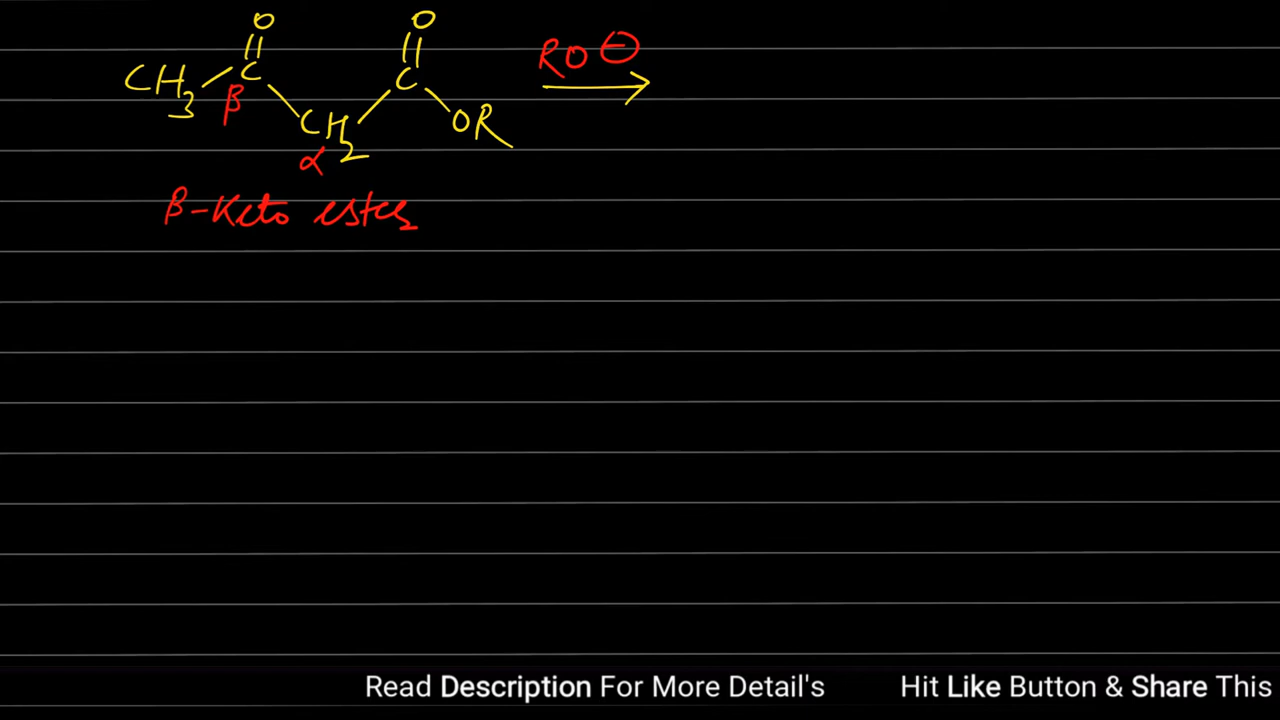 O O
CH3 C C RO⊖
β CH2 OR
α
β-Keto ester
Read Description For More Detail's Hit Like Button & Share This